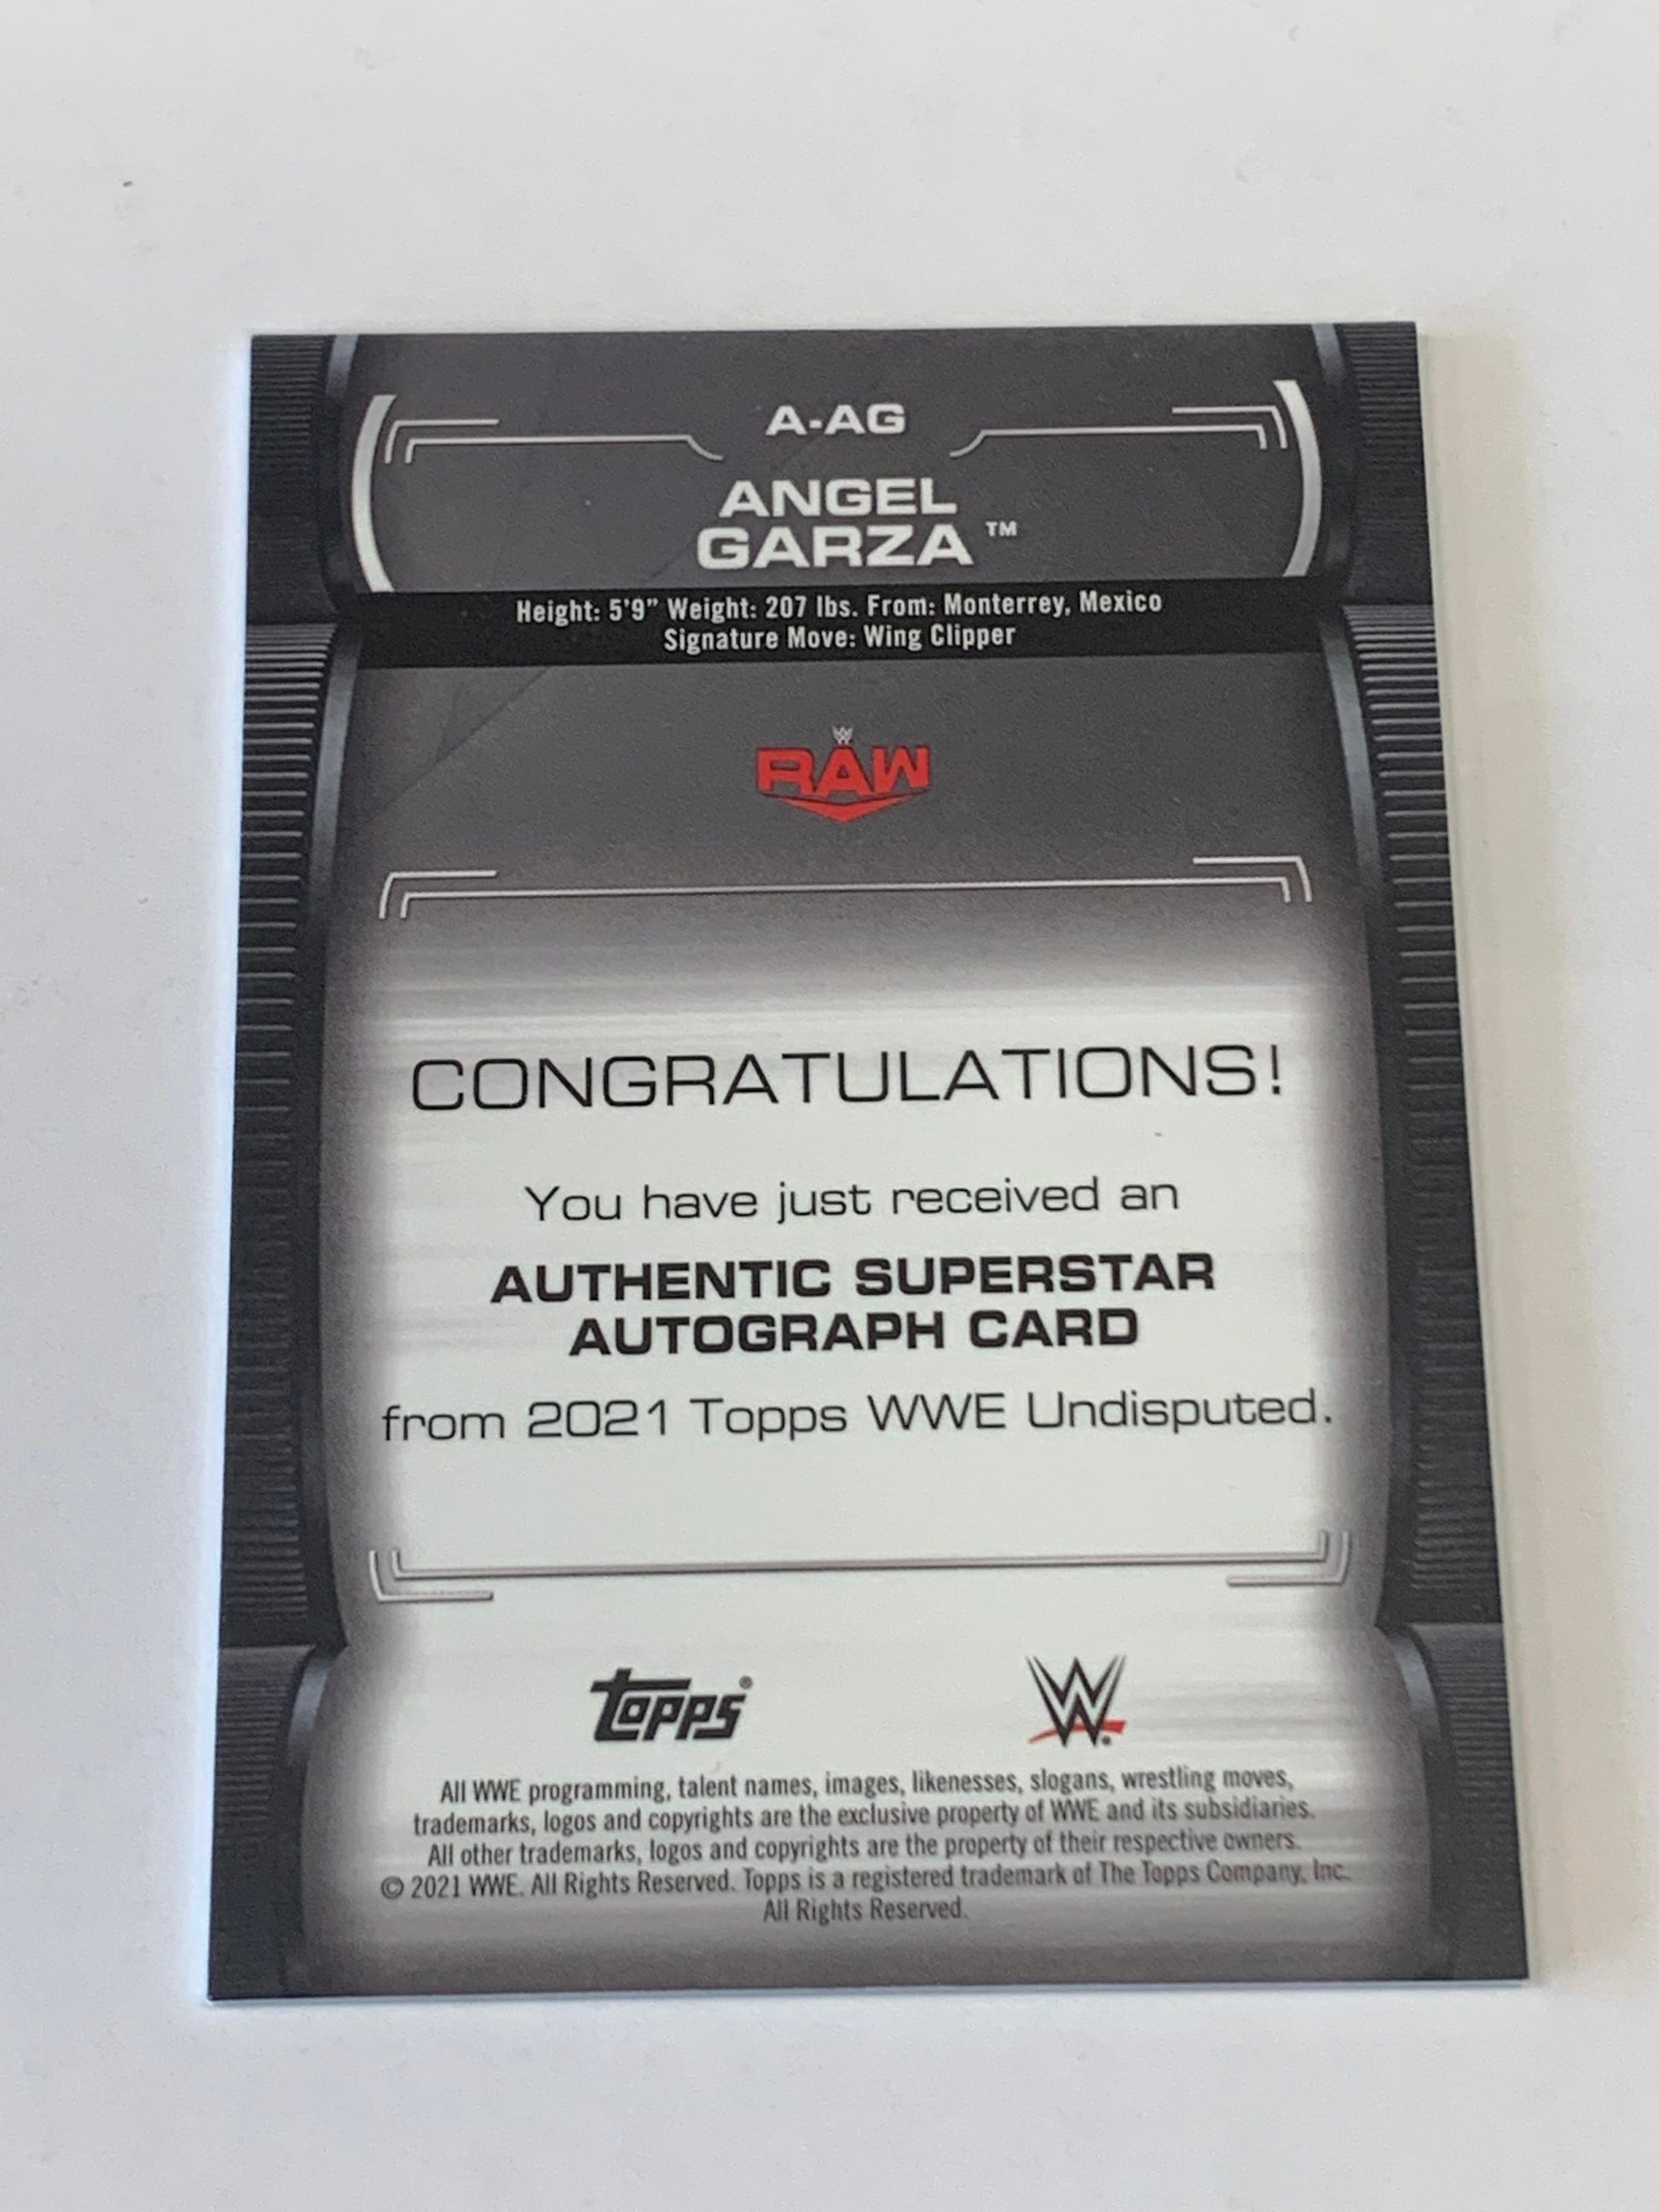 A-AG
ANGEL
GARZA ™
Height: 5'9” Weight: 207 lbs. From: Monterrey, Mexico
Signature Move: Wing Clipper
W
RAW
CONGRATULATIONS!
You have just received an
AUTHENTIC SUPERSTAR
AUTOGRAPH CARD
from 2021 Topps WWE Undisputed.
topps® W®
All WWE programming, talent names, images, likenesses, slogans, wrestling moves,
trademarks, logos and copyrights are the exclusive property of WWE and its subsidiaries.
All other trademarks, logos and copyrights are the property of their respective owners.
© 2021 WWE. All Rights Reserved. Topps is a registered trademark of The Topps Company, Inc.
All Rights Reserved.